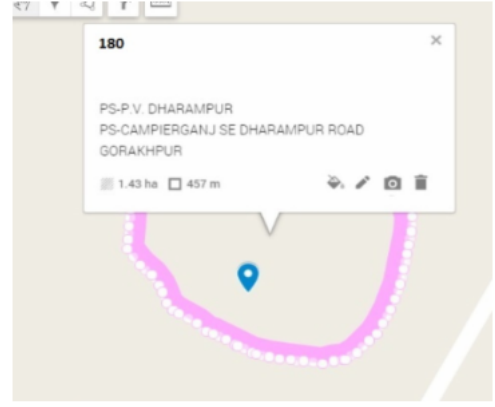 180
PS-P.V. DHARAMPUR
PS-CAMPIERGANJ SE DHARAMPUR ROAD
GORAKHPUR
1.43 ha 457 m